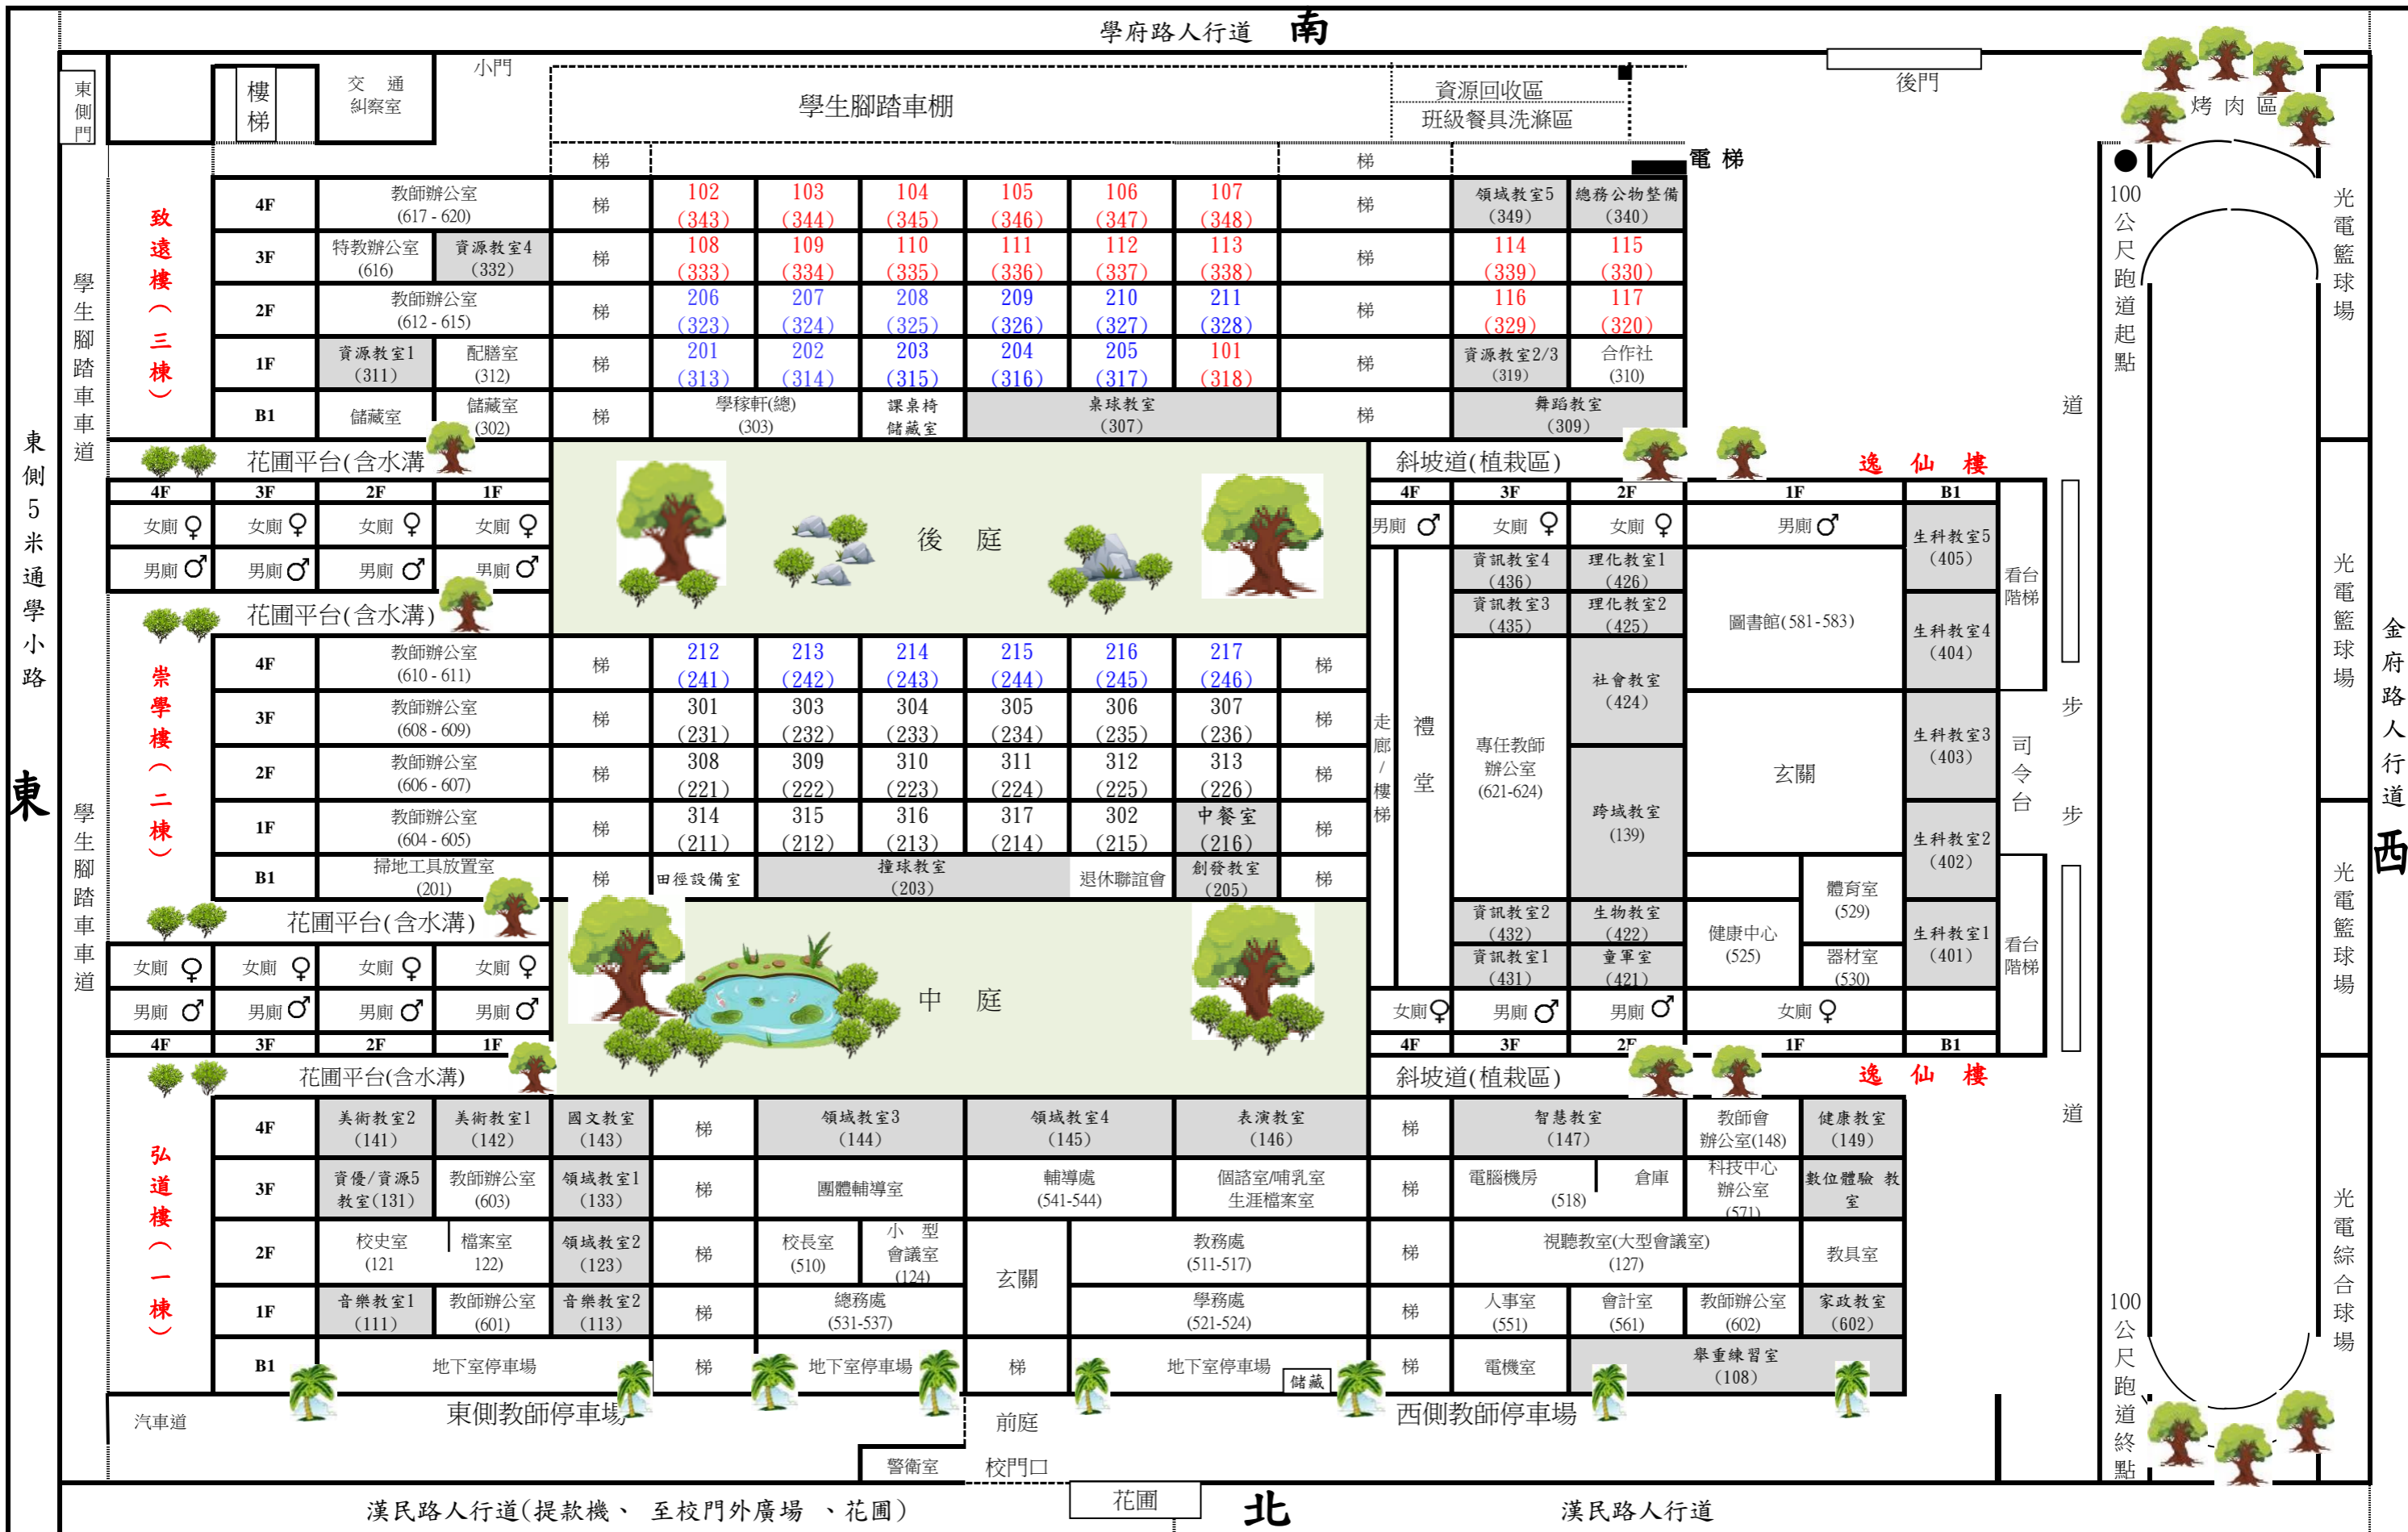 學府路人行道 南
東側門
樓梯
交 通
糾察室
小門
學生腳踏車棚
資源回收區
班級餐具洗滌區
後門
烤肉區
梯 梯 電梯
致遠樓(三棟)
4F 教師辦公室 (617 - 620) 梯 102 (343) 103 (344) 104 (345) 105 (346) 106 (347) 107 (348) 梯 領域教室5 (349) 總務公物整備 (340)
3F 特教辦公室 (616) 資源教室4 (332) 梯 108 (333) 109 (334) 110 (335) 111 (336) 112 (337) 113 (338) 梯 114 (339) 115 (330)
2F 教師辦公室 (612 - 615) 梯 206 (323) 207 (324) 208 (325) 209 (326) 210 (327) 211 (328) 梯 116 (329) 117 (320)
1F 資源教室1 (311) 配膳室 (312) 梯 201 (313) 202 (314) 203 (315) 204 (316) 205 (317) 101 (318) 梯 資源教室2/3 (319) 合作社 (310)
B1 儲藏室 儲藏室 (302) 梯 學稼軒(總) (303) 課桌椅 儲藏室 桌球教室 (307) 梯 舞蹈教室 (309)
學生腳踏車車道
東側5米通學小路
東
花圃平台(含水溝
4F 3F 2F 1F
女廁 女廁 女廁 女廁
男廁 男廁 男廁 男廁
花圃平台(含水溝)
後 庭
斜坡道(植栽區)
逸 仙 樓
4F 3F 2F 1F B1
男廁 女廁 女廁 男廁
走廊/樓梯
禮堂
資訊教室4 (436)
資訊教室3 (435)
專任教師
辦公室
(621-624)
資訊教室2 (432)
資訊教室1 (431)
理化教室1 (426)
理化教室2 (425)
社會教室 (424)
跨域教室 (139)
生物教室 (422)
童軍室 (421)
圖書館(581-583)
玄關
健康中心 (525)
體育室 (529)
器材室 (530)
生科教室5 (405)
生科教室4 (404)
生科教室3 (403)
生科教室2 (402)
生科教室1 (401)
看台階梯
司令台
看台階梯
女廁 男廁 男廁 女廁
4F 3F 2F 1F B1
斜坡道(植栽區)
逸 仙 樓
崇學樓(二棟)
4F 教師辦公室 (610 - 611) 梯 212 (241) 213 (242) 214 (243) 215 (244) 216 (245) 217 (246) 梯
3F 教師辦公室 (608 - 609) 梯 301 (231) 303 (232) 304 (233) 305 (234) 306 (235) 307 (236) 梯
2F 教師辦公室 (606 - 607) 梯 308 (221) 309 (222) 310 (223) 311 (224) 312 (225) 313 (226) 梯
1F 教師辦公室 (604 - 605) 梯 314 (211) 315 (212) 316 (213) 317 (214) 302 (215) 中餐室 (216) 梯
B1 掃地工具放置室 (201) 梯 田徑設備室 撞球教室 (203) 退休聯誼會 創發教室 (205) 梯
學生腳踏車車道
花圃平台(含水溝)
女廁 女廁 女廁 女廁
男廁 男廁 男廁 男廁
4F 3F 2F 1F
花圃平台(含水溝)
中 庭
弘道樓(一棟)
4F 美術教室2 (141) 美術教室1 (142) 國文教室 (143) 梯 領域教室3 (144) 領域教室4 (145) 表演教室 (146) 梯 智慧教室 (147) 教師會 辦公室(148) 健康教室 (149)
3F 資優/資源5 教室(131) 教師辦公室 (603) 領域教室1 (133) 梯 團體輔導室 輔導處 (541-544) 個諮室/哺乳室 生涯檔案室 梯 電腦機房 倉庫 (518) 科技中心 辦公室 (571) 數位體驗 教室
2F 校史室 (121 檔案室 122) 領域教室2 (123) 梯 校長室 (510) 小 型 會議室 (124) 玄關 教務處 (511-517) 梯 視聽教室(大型會議室) (127) 教具室
1F 音樂教室1 (111) 教師辦公室 (601) 音樂教室2 (113) 梯 總務處 (531-537) 學務處 (521-524) 梯 人事室 (551) 會計室 (561) 教師辦公室 (602) 家政教室 (602)
B1 地下室停車場 梯 地下室停車場 梯 地下室停車場 儲藏 梯 電機室 舉重練習室 (108)
汽車道
東側教師停車場
前庭
西側教師停車場
警衛室
校門口
漢民路人行道(提款機、 至校門外廣場 、花圃)
花圃
北
漢民路人行道
道
步
步
道
100公尺跑道起點
100公尺跑道終點
光電籃球場
光電籃球場
光電籃球場
光電綜合球場
金府路人行道
西